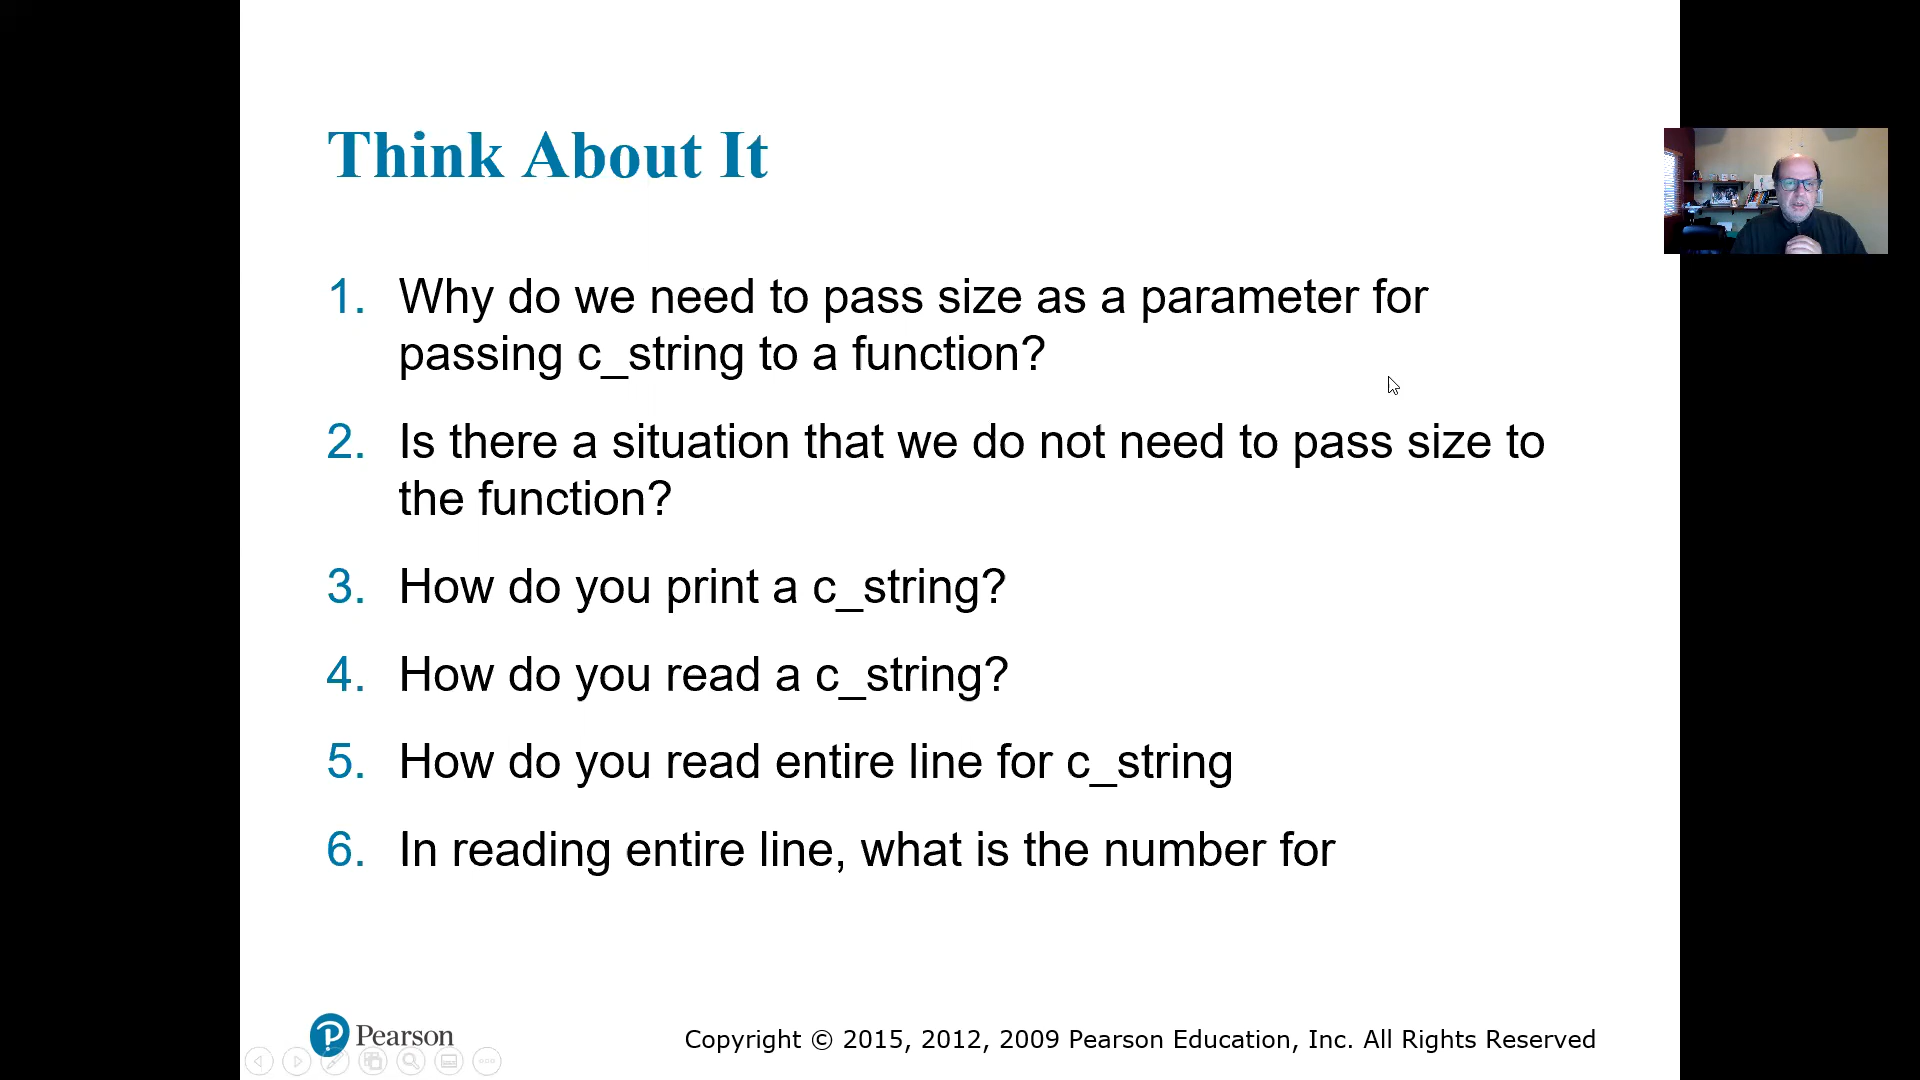 Think About It
1. Why do we need to pass size as a parameter for
passing c_string to a function?
2. Is there a situation that we do not need to pass size to
the function?
3. How do you print a c_string?
4. How do you read a c_string?
5. How do you read entire line for c_string
6. In reading entire line, what is the number for
Pearson
Copyright © 2015, 2012, 2009 Pearson Education, Inc. All Rights Reserved